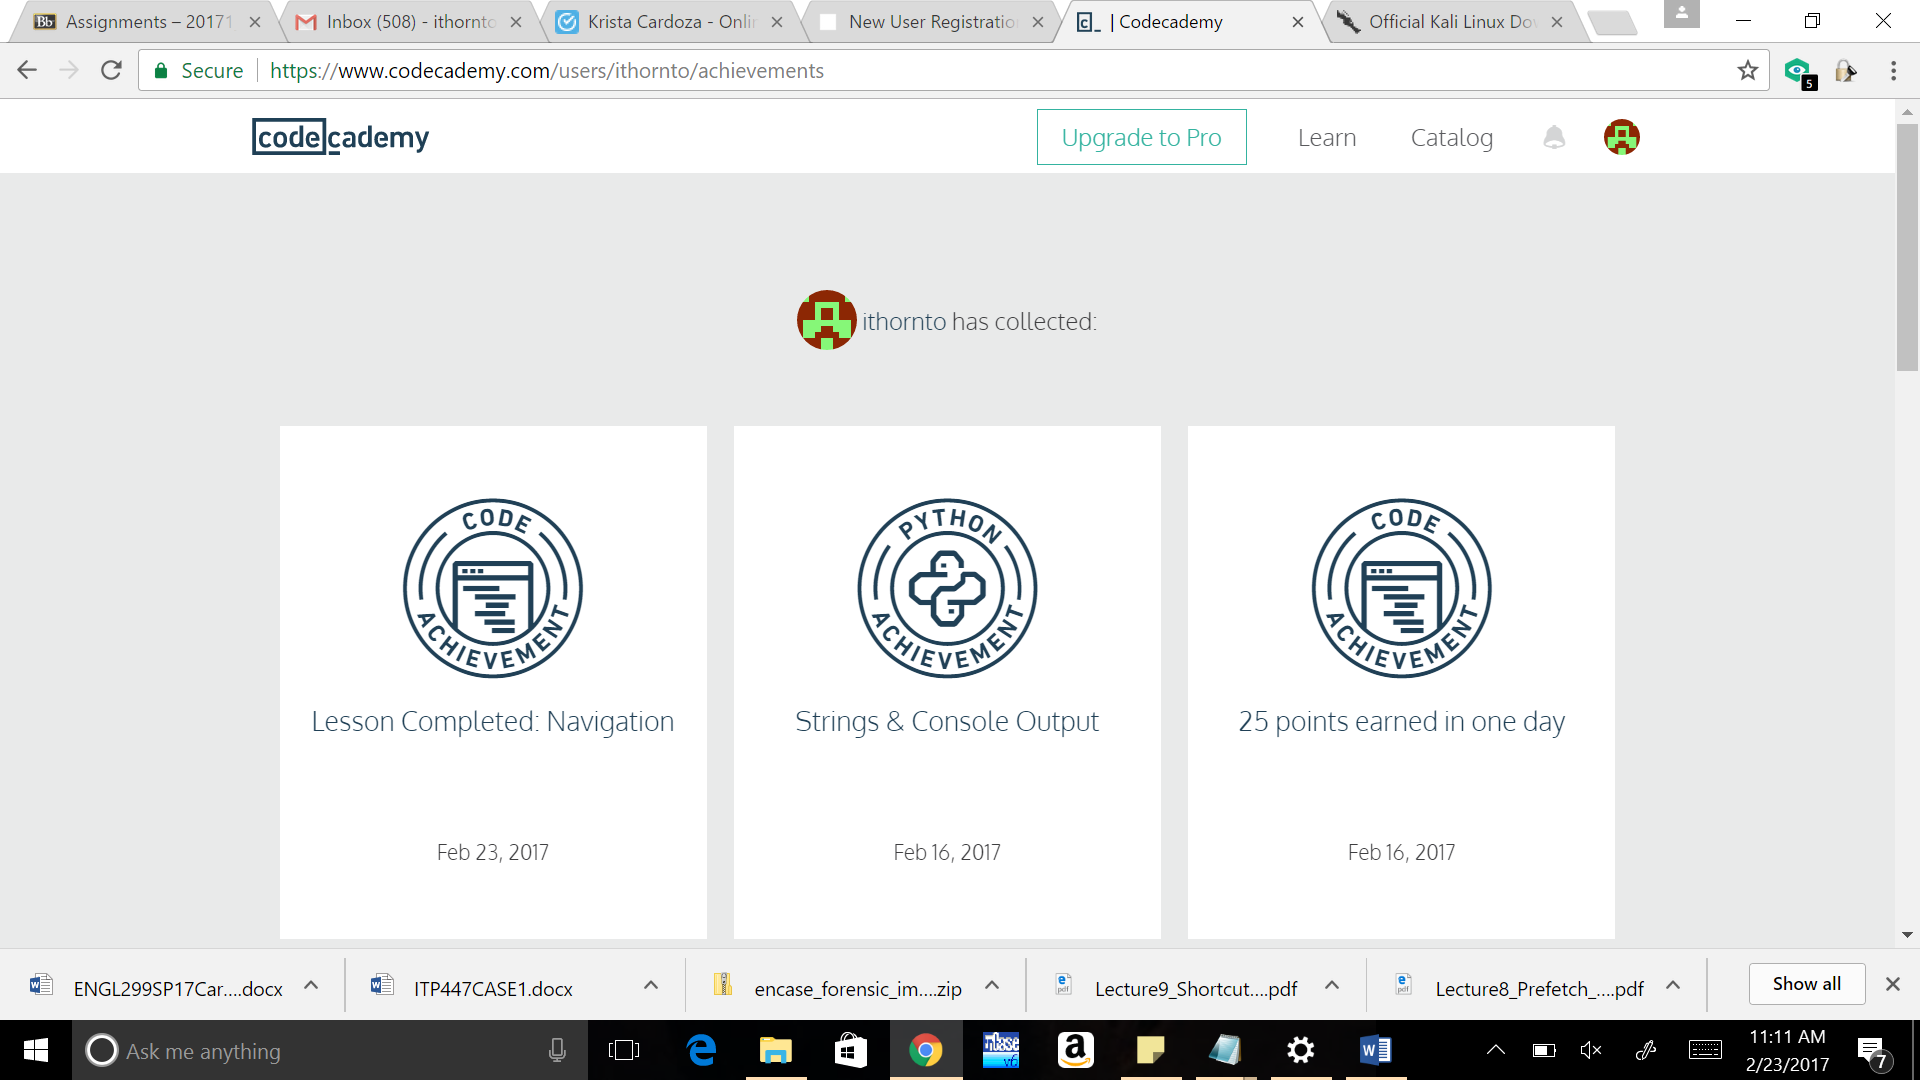 Bb Assignments – 20171
Inbox (508) - ithornto
Krista Cardoza - Onli
New User Registratio
c_ | Codecademy
Official Kali Linux Do
Secure https://www.codecademy.com/users/ithornto/achievements
5
codecademy
Upgrade to Pro
Learn
Catalog
ithornto has collected:
CODE ACHIEVEMENT
PYTHON ACHIEVEMENT
CODE ACHIEVEMENT
Lesson Completed: Navigation
Strings & Console Output
25 points earned in one day
Feb 23, 2017
Feb 16, 2017
Feb 16, 2017
ENGL299SP17Car....docx
ITP447CASE1.docx
encase_forensic_im....zip
Lecture9_Shortcut....pdf
Lecture8_Prefetch_....pdf
Show all
Ask me anything
11:11 AM
2/23/2017
7